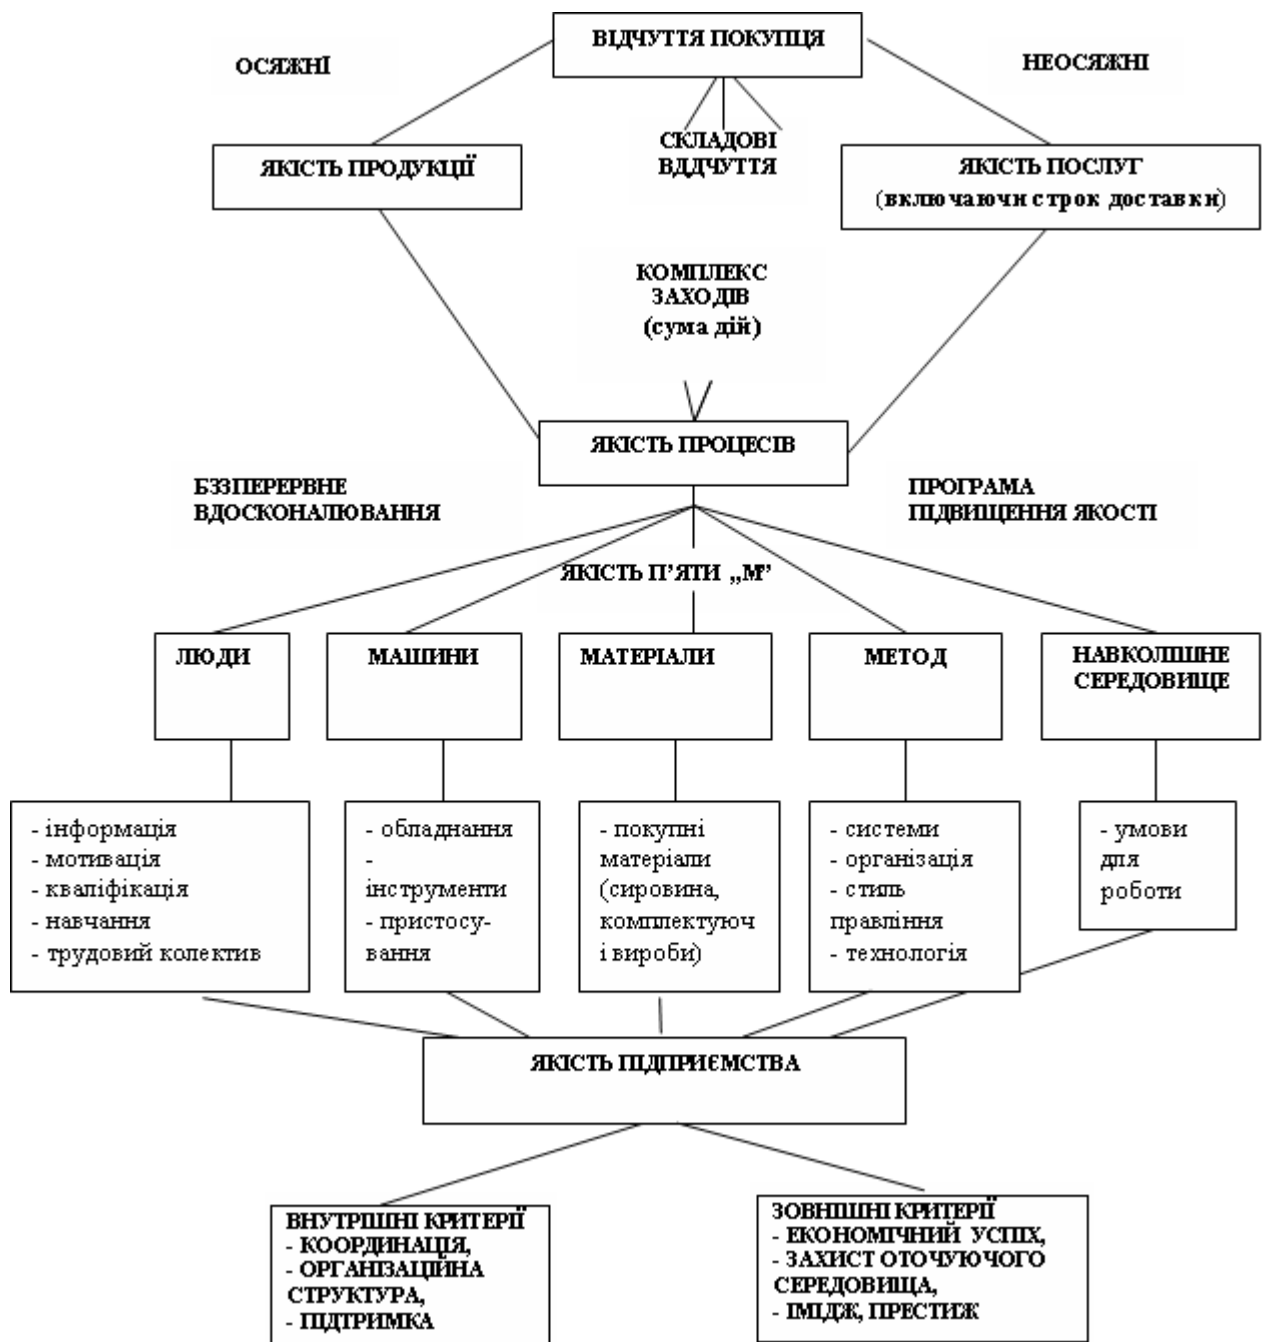 ВІДЧУТТЯ ПОКУПЦЯ
ОСЯЖНІ
НЕОСЯЖНІ
СКЛАДОВІ
ВДДЧУТТЯ
ЯКІСТЬ ПРОДУКЦІЇ
ЯКІСТЬ ПОСЛУГ
(включаючи строк доставки)
КОМПЛЕКС
ЗАХОДІВ
(сума дій)
ЯКІСТЬ ПРОЦЕСІВ
БЗЗПЕРЕРВНЕ
ВДОСКОНАЛЮВАННЯ
ПРОГРАМА
ПІДВИЩЕННЯ ЯКОСТІ
ЯКІСТЬ П’ЯТИ „М”
ЛЮДИ
МАШИНИ
МАТЕРІАЛИ
МЕТОД
НАВКОЛІШНЕ
СЕРЕДОВИЩЕ
- інформація
- мотивація
- кваліфікація
- навчання
- трудовий колектив
- обладнання
-
інструменти
- пристосу-
вання
- покупні
матеріали
(сировина,
комплектуюч
і вироби)
- системи
- організація
- стиль
правління
- технологія
- умови
для
роботи
ЯКІСТЬ ПІДПРИЄМСТВА
ВНУТРІШНІ КРИТЕРІЇ
- КООРДИНАЦІЯ,
- ОРГАНІЗАЦІЙНА
СТРУКТУРА,
- ПІДТРИМКА
ЗОВНІШНІ КРИТЕРІЇ
- ЕКОНОМІЧНИЙ УСПІХ,
- ЗАХИСТ ОТОЧУЮЧОГО
СЕРЕДОВИЩА,
- ІМІДЖ, ПРЕСТИЖ